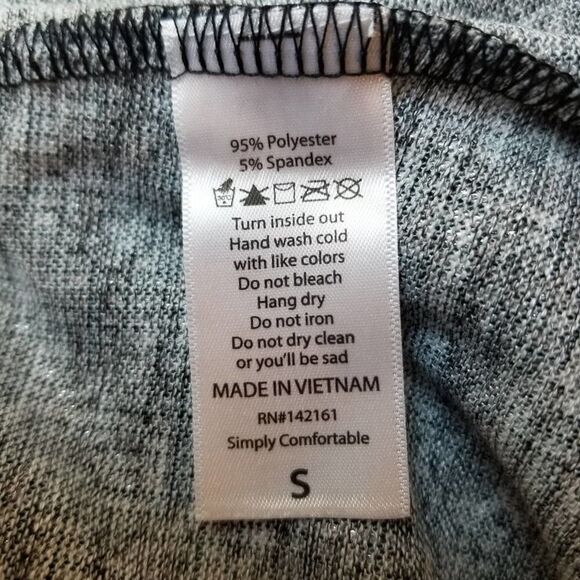 95% Polyester
5% Spandex
Turn inside out
Hand wash cold
with like colors
Do not bleach
Hang dry
Do not iron
Do not dry clean
or you'll be sad
MADE IN VIETNAM
RN#142161
Simply Comfortable
S